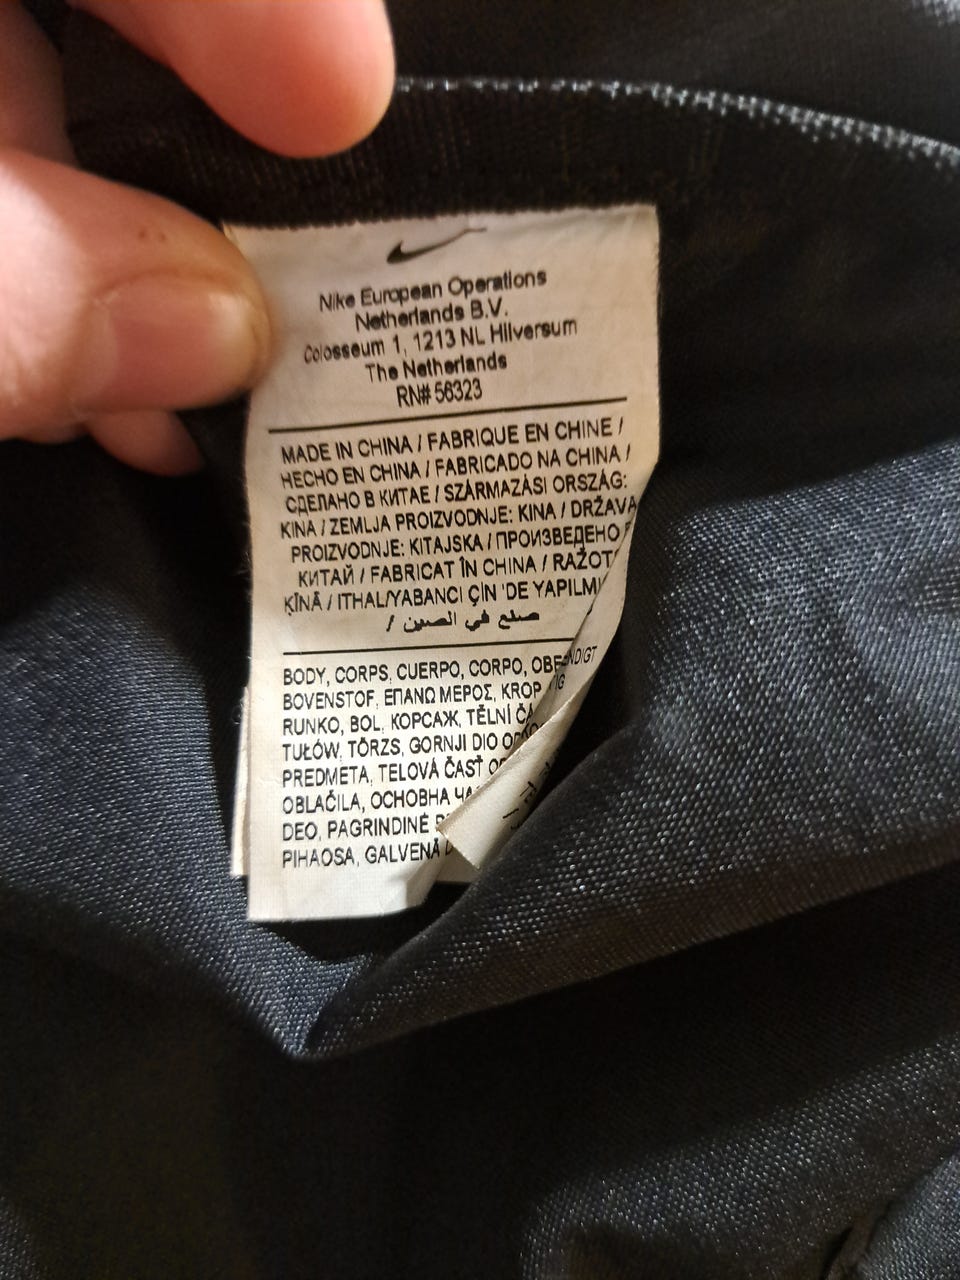 Nike European Operations
Netherlands B.V.
Colosseum 1, 1213 NL Hilversum
The Netherlands
RN# 56323
MADE IN CHINA / FABRIQUE EN CHINE /
HECHO EN CHINA / FABRICADO NA CHINA /
СДЕЛАНО В КИТАЕ / SZÁRMAZÁSI ORSZÁG:
KINA / ZEMLJA PROIZVODNJE: KINA / DRŽAVA
PROIZVODNJE: KITAJSKA / ПРОИЗВЕДЕНО
КИТАЙ / FABRICAT ÎN CHINA / RAŽOT
ĶĪNĀ / ITHAL/YABANCI ÇİN 'DE YAPILMI
صنع في الصين /
BODY, CORPS, CUERPO, CORPO,
BOVENSTOF, ΕΠΑΝΩ ΜΕΡΟΣ, KROP
RUNKO, BOL, КОРСАЖ, TĚLNÍ
TUŁÓW, TÖRZS, GORNJI DIO
PREDMETA, TELOVÁ ČASŤ
OBLAČILA, ОСНОВНА
DEO, PAGRINDINĖ
PIHAOSA, GALVENĀ